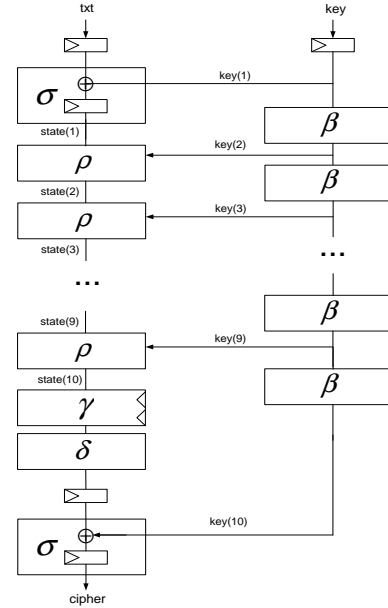 txt key
key(1)
σ
β
state(1)
key(2)
ρ
β
state(2)
key(3)
ρ
state(3)
... ...
β
state(9)
key(9)
ρ
β
state(10)
γ
δ
key(10)
σ
cipher